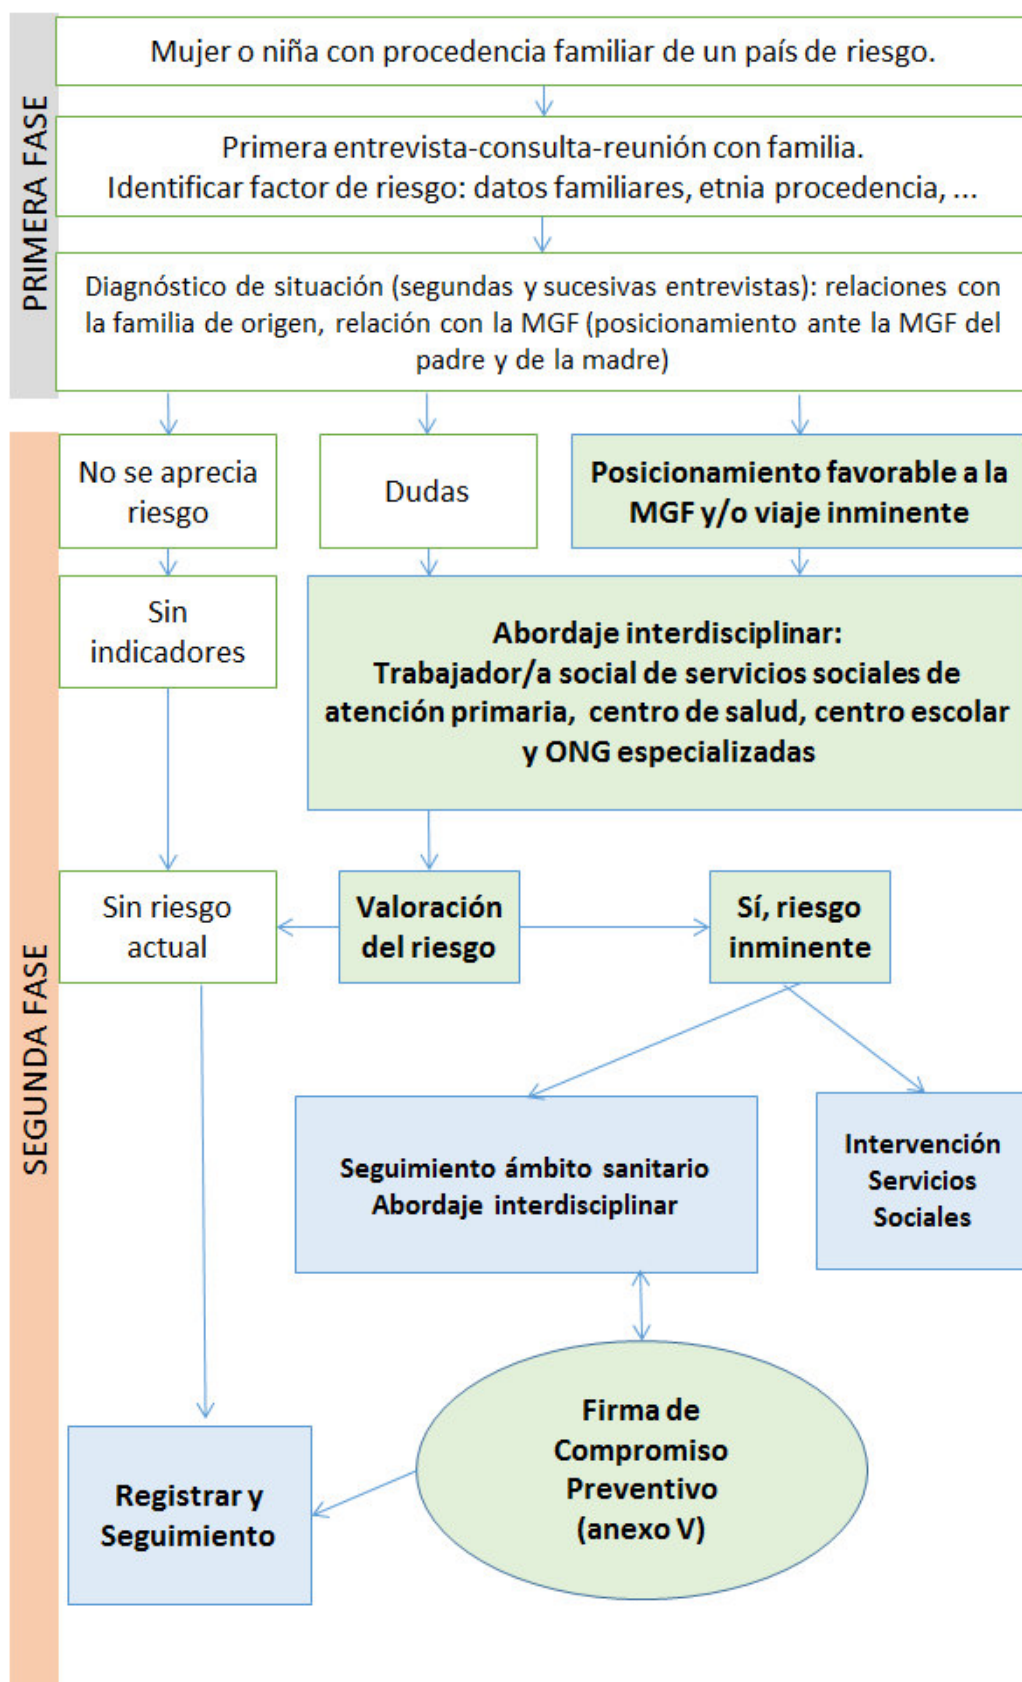 PRIMERA FASE
Mujer o niña con procedencia familiar de un país de riesgo.
Primera entrevista-consulta-reunión con familia.
Identificar factor de riesgo: datos familiares, etnia procedencia, ...
Diagnóstico de situación (segundas y sucesivas entrevistas): relaciones con
la familia de origen, relación con la MGF (posicionamiento ante la MGF del
padre y de la madre)
SEGUNDA FASE
No se aprecia
riesgo
Dudas
Posicionamiento favorable a la
MGF y/o viaje inminente
Sin
indicadores
Abordaje interdisciplinar:
Trabajador/a social de servicios sociales de
atención primaria, centro de salud, centro escolar
y ONG especializadas
Sin riesgo
actual
Valoración
del riesgo
Sí, riesgo
inminente
Seguimiento ámbito sanitario
Abordaje interdisciplinar
Intervención
Servicios
Sociales
Firma de
Compromiso
Preventivo
(anexo V)
Registrar y
Seguimiento